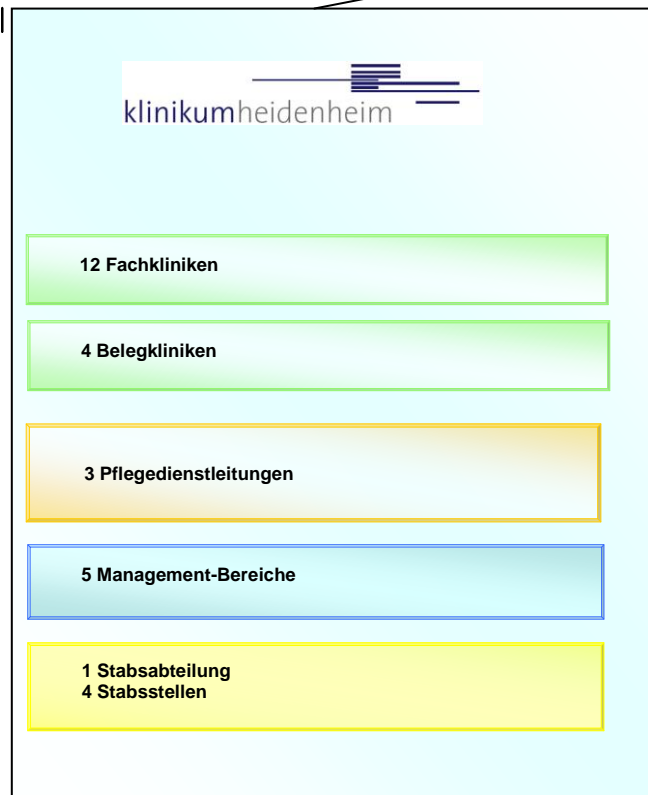 klinikumheidenheim
12 Fachkliniken
4 Belegkliniken
3 Pflegedienstleitungen
5 Management-Bereiche
1 Stabsabteilung
4 Stabsstellen